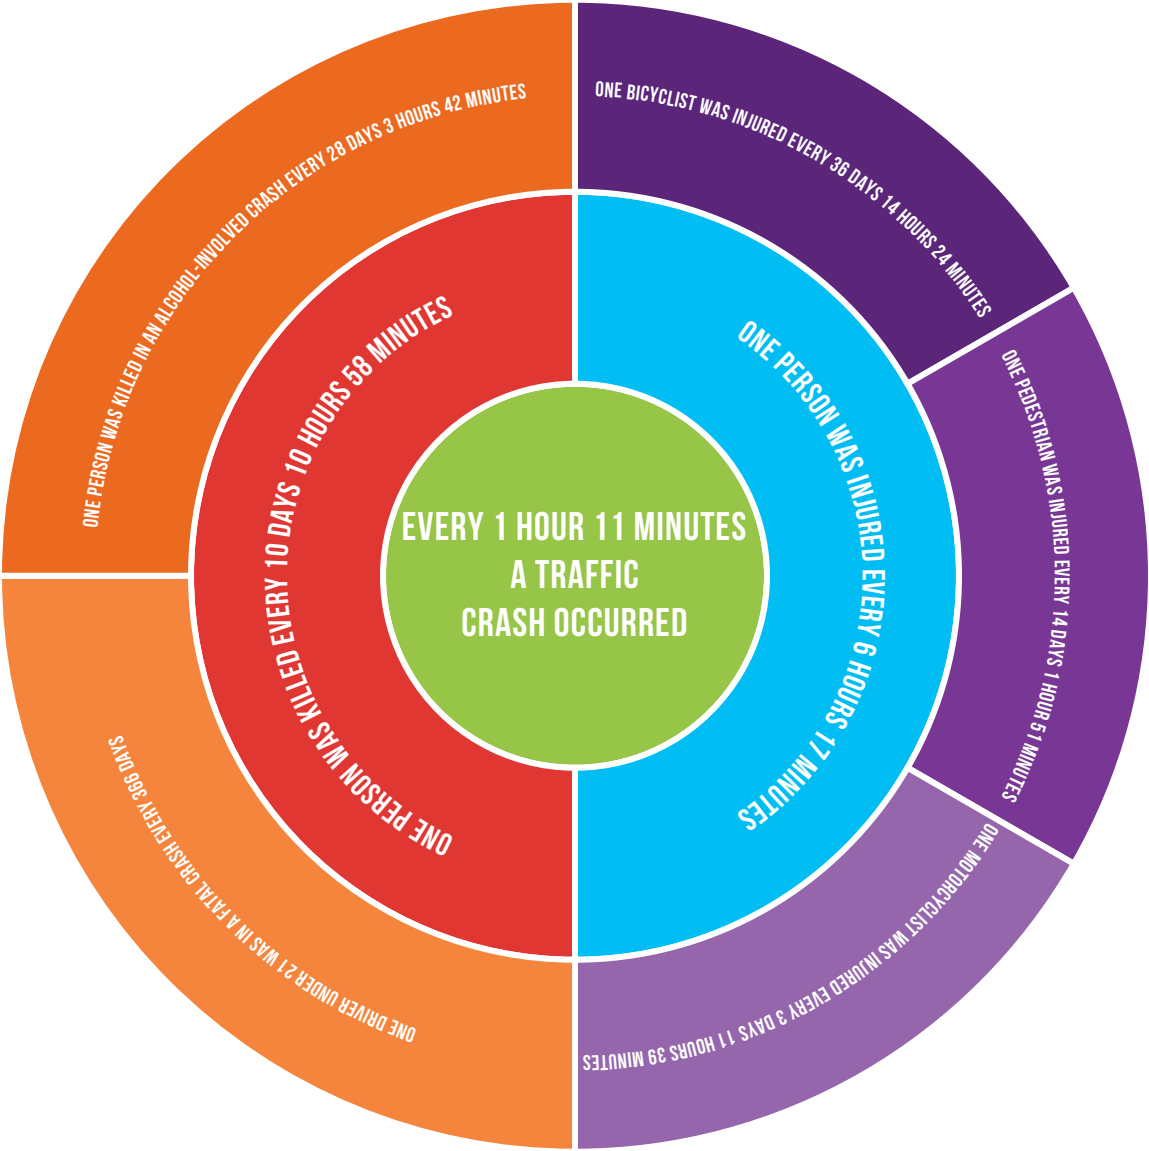 EVERY 1 HOUR 11 MINUTES
A TRAFFIC
CRASH OCCURRED
ONE PERSON WAS KILLED EVERY 10 DAYS 10 HOURS 58 MINUTES
ONE PERSON WAS INJURED EVERY 6 HOURS 17 MINUTES
ONE PERSON WAS KILLED IN AN ALCOHOL-INVOLVED CRASH EVERY 28 DAYS 3 HOURS 42 MINUTES
ONE BICYCLIST WAS INJURED EVERY 36 DAYS 14 HOURS 24 MINUTES
ONE PEDESTRIAN WAS INJURED EVERY 14 DAYS 1 HOUR 51 MINUTES
ONE MOTORCYCLIST WAS INJURED EVERY 3 DAYS 11 HOURS 39 MINUTES
ONE DRIVER UNDER 21 WAS IN A FATAL CRASH EVERY 366 DAYS